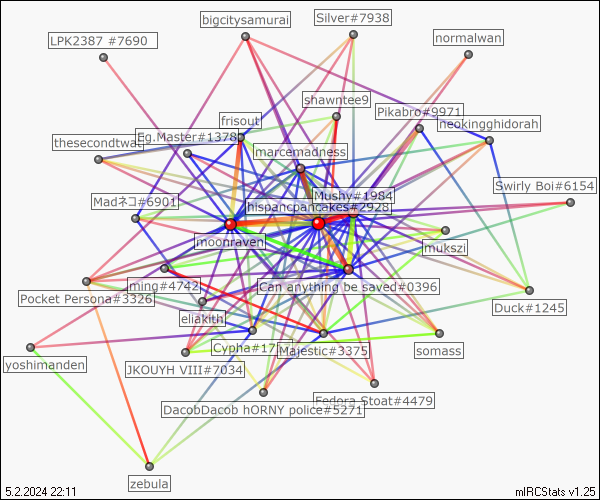 bigcitysamurai
Silver#7938
LPK2387 #7690
normalwan
shawntee9
Pikabro#9971
frisout
neokingghidorah
thesecondtwat
Eg.Master#1378
marcemadness
Swirly Boi#6154
Madネコ#6901
Mushy#1984
hispancpancakes#2928
moonraven
mukszi
ming#4742
Can anything be saved#0396
Pocket Persona#3326
Duck#1245
eliakith
Cypha#17
Majestic#3375
somass
yoshimanden
JKOUYH VIII#7034
Fedora Stoat#4479
DacobDacob hORNY police#5271
zebula
5.2.2024 22:11
mIRCStats v1.25